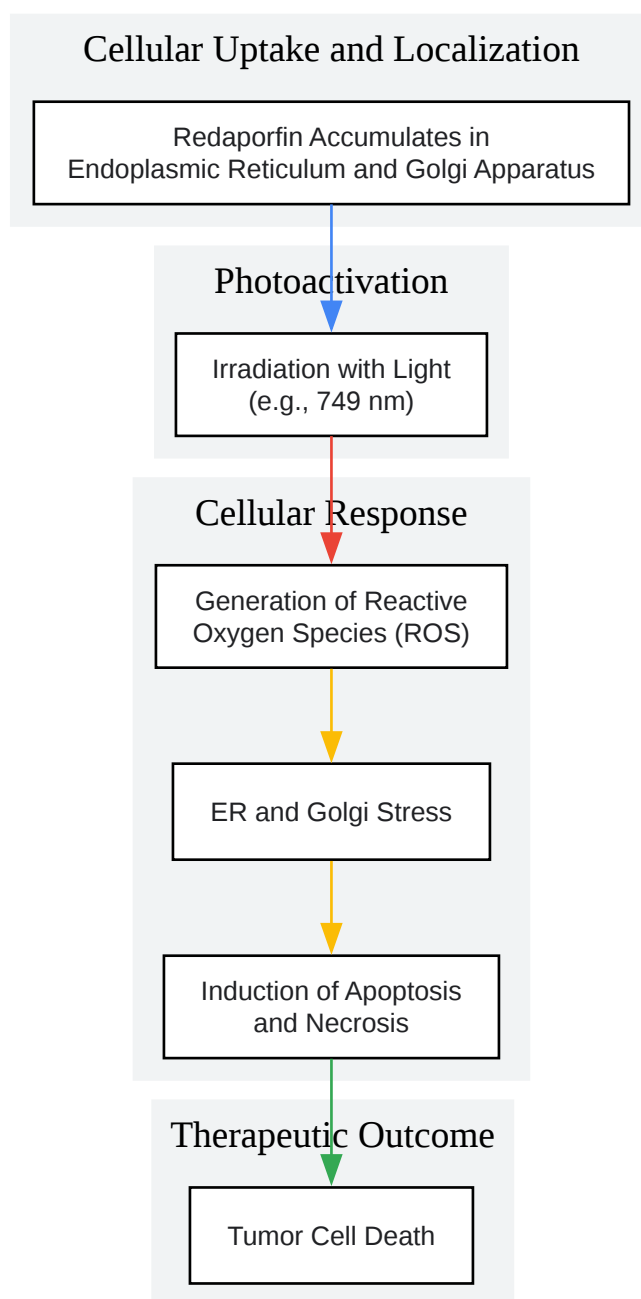 Cellular Uptake and Localization
Redaporfin Accumulates in
Endoplasmic Reticulum and Golgi Apparatus
Photoactivation
Irradiation with Light
(e.g., 749 nm)
Cellular Response
Generation of Reactive
Oxygen Species (ROS)
ER and Golgi Stress
Induction of Apoptosis
and Necrosis
Therapeutic Outcome
Tumor Cell Death